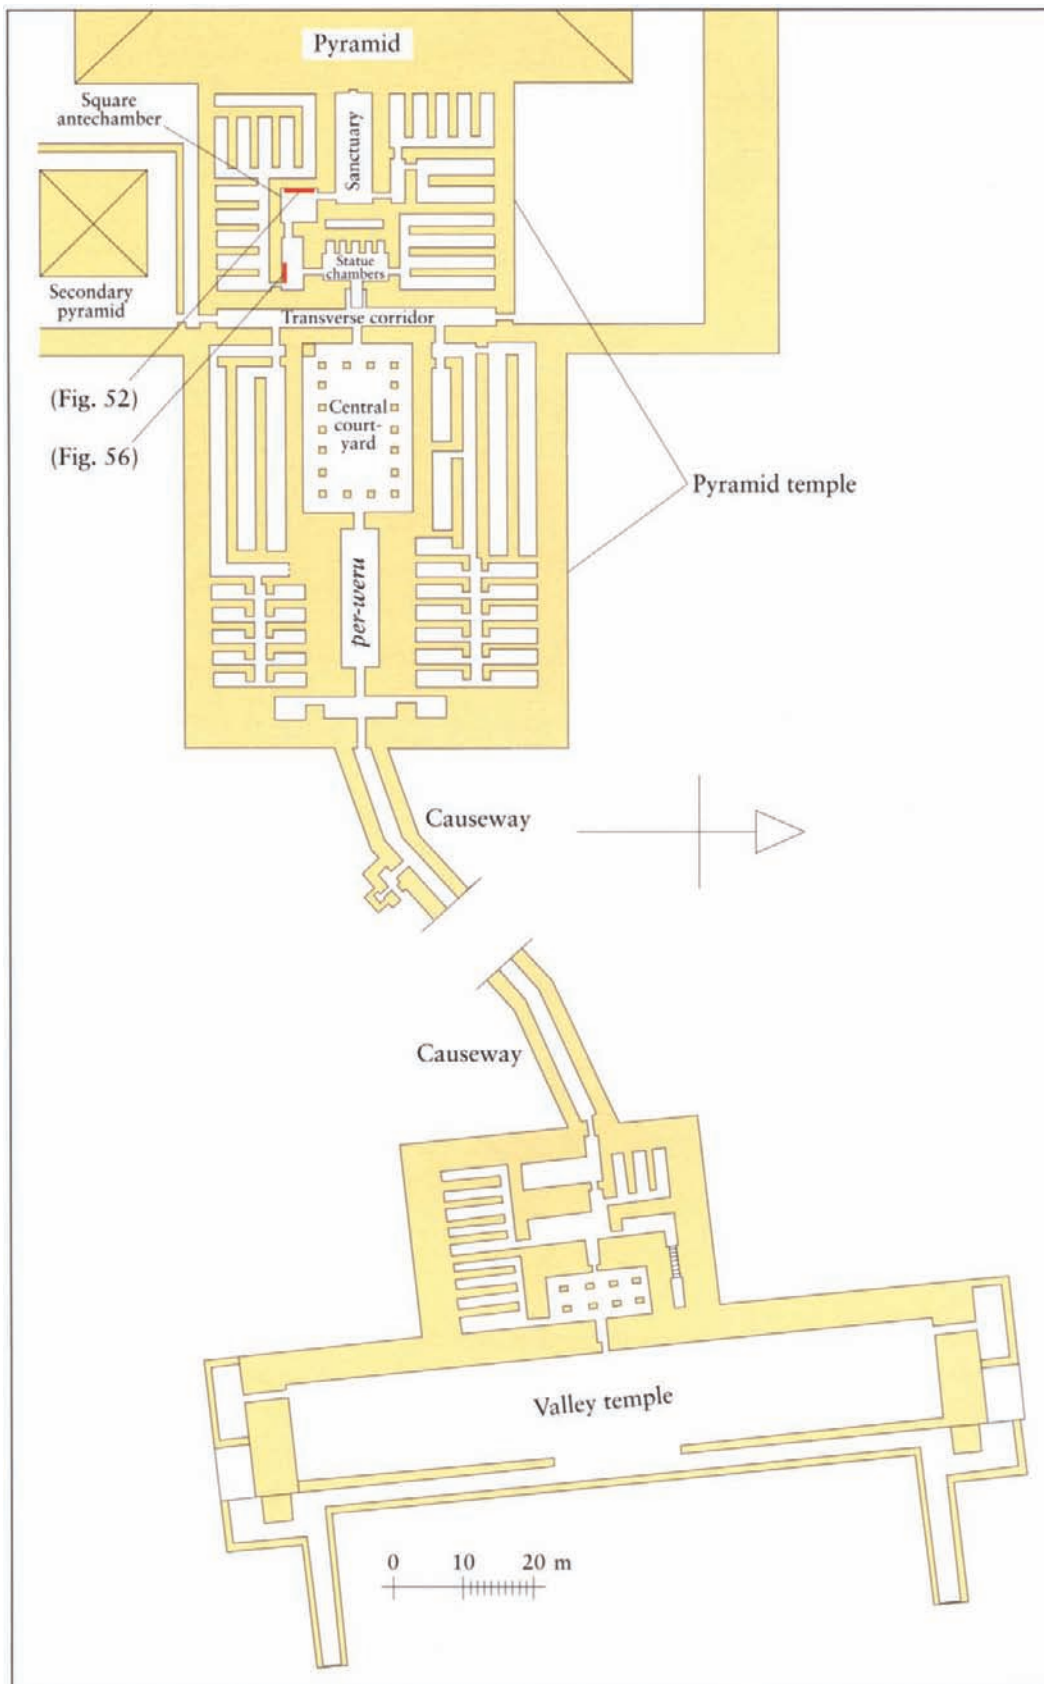 Pyramid
Square
antechamber
Sanctuary
Statue
chambers
Secondary
pyramid
Transverse corridor
(Fig. 52)
Central
court-
yard
(Fig. 56)
Pyramid temple
per-weru
Causeway
Causeway
Valley temple
0 10 20 m